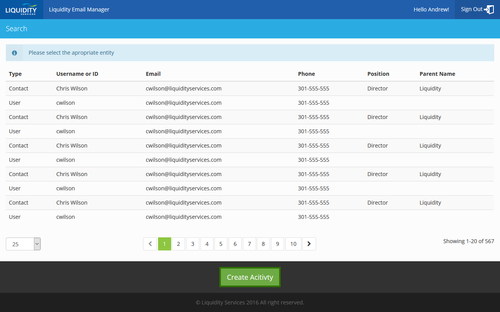 LIQUIDITY SERVICES Liquidity Email Manager Hello Andrew! Sign Out
Search
Please select the apropriate entity
Type Username or ID Email Phone Position Parent Name
Contact Chris Wilson cwilson@liquidityservices.com 301-555-555 Director Liquidity
User cwilson cwilson@liquidityservices.com 301-555-555
Contact Chris Wilson cwilson@liquidityservices.com 301-555-555 Director Liquidity
User cwilson cwilson@liquidityservices.com 301-555-555
Contact Chris Wilson cwilson@liquidityservices.com 301-555-555 Director Liquidity
User cwilson cwilson@liquidityservices.com 301-555-555
Contact Chris Wilson cwilson@liquidityservices.com 301-555-555 Director Liquidity
User cwilson cwilson@liquidityservices.com 301-555-555
Contact Chris Wilson cwilson@liquidityservices.com 301-555-555 Director Liquidity
User cwilson cwilson@liquidityservices.com 301-555-555
25 1 2 3 4 5 6 7 8 9 10 Showing 1-20 of 567
Create Acitivty
© Liquidity Services 2016 All right reserved.